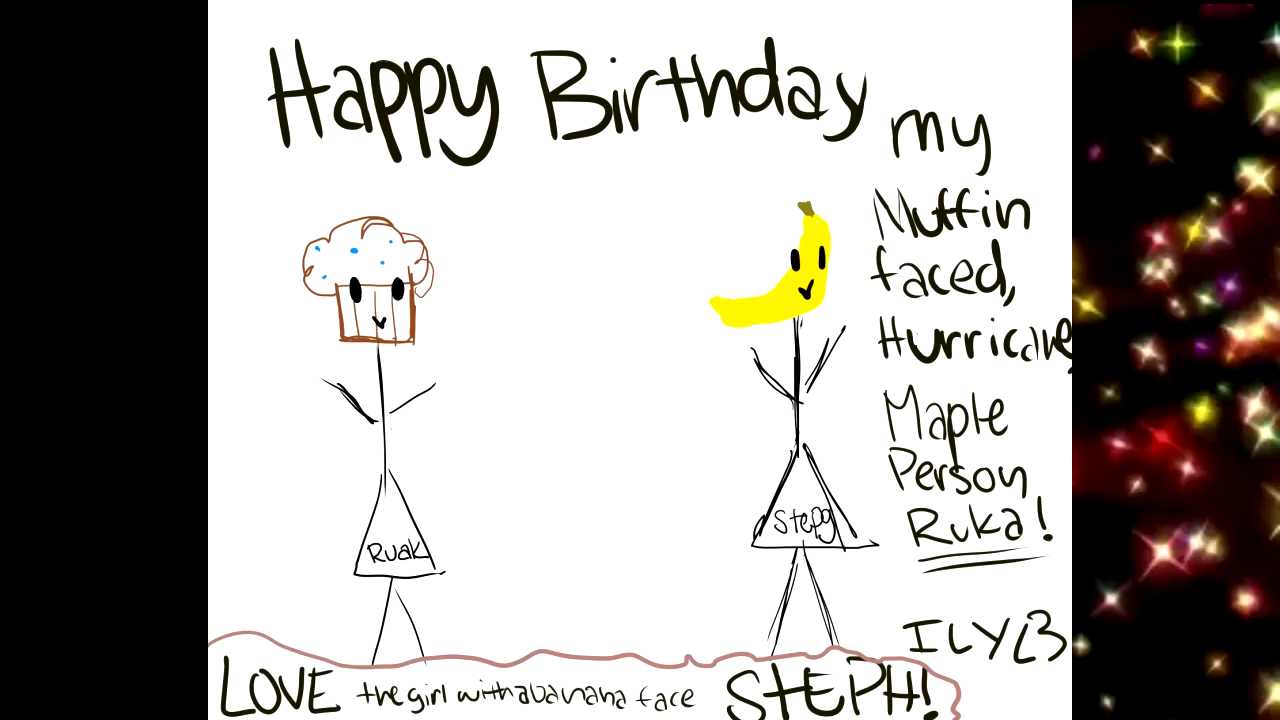 Happy Birthday
my
Muffin
faced,
Hurricane,
Maple
Person
Ruka!
Ruak
Stepg
ILY<3
LOVE the girl with a banana face STEPH!